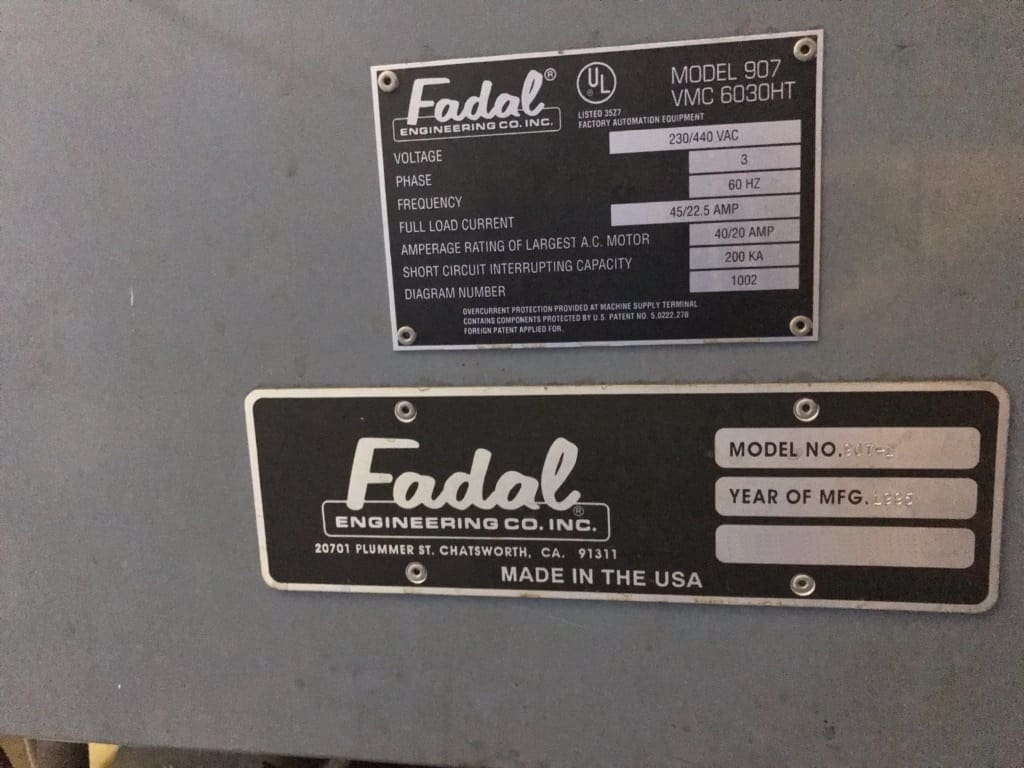 Fadal®
ENGINEERING CO. INC.
UL®
LISTED 35Z7
FACTORY AUTOMATION EQUIPMENT
MODEL 907
VMC 6030HT
VOLTAGE 230/440 VAC
PHASE 3
FREQUENCY 60 HZ
FULL LOAD CURRENT 45/22.5 AMP
AMPERAGE RATING OF LARGEST A.C. MOTOR 40/20 AMP
SHORT CIRCUIT INTERRUPTING CAPACITY 200 KA
DIAGRAM NUMBER 1002
OVERCURRENT PROTECTION PROVIDED AT MACHINE SUPPLY TERMINAL
CONTAINS COMPONENTS PROTECTED BY U.S. PATENT NO. 5,0222,278
FOREIGN PATENT APPLIED FOR.
Fadal®
ENGINEERING CO. INC.
20701 PLUMMER ST. CHATSWORTH, CA. 91311
MADE IN THE USA
MODEL NO. 907-1
YEAR OF MFG. 1995